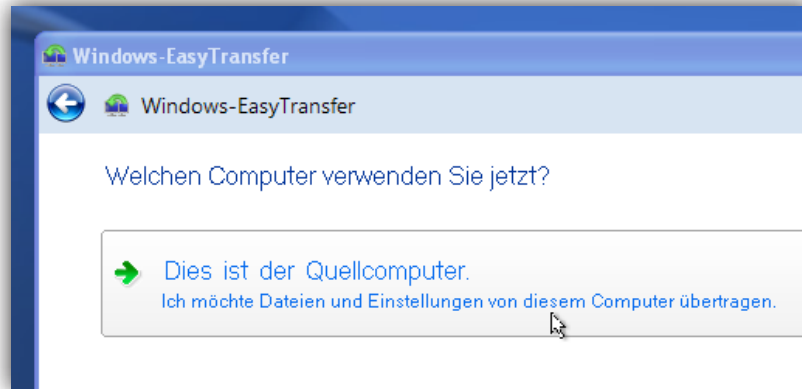 Windows-EasyTransfer
Windows-EasyTransfer
Welchen Computer verwenden Sie jetzt?
Dies ist der Quellcomputer.
Ich möchte Dateien und Einstellungen von diesem Computer übertragen.